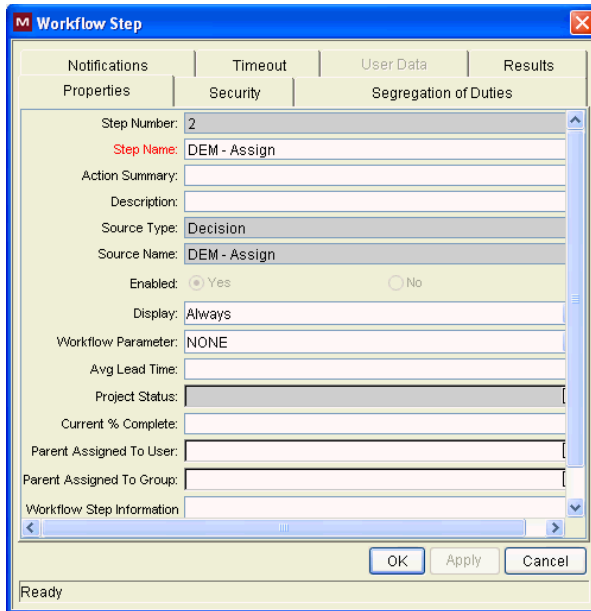 M Workflow Step
Notifications Timeout User Data Results
Properties Security Segregation of Duties
Step Number: 2
Step Name: DEM - Assign
Action Summary:
Description:
Source Type: Decision
Source Name: DEM - Assign
Enabled: Yes No
Display: Always
Workflow Parameter: NONE
Avg Lead Time:
Project Status:
Current % Complete:
Parent Assigned To User:
Parent Assigned To Group:
Workflow Step Information
OK Apply Cancel
Ready